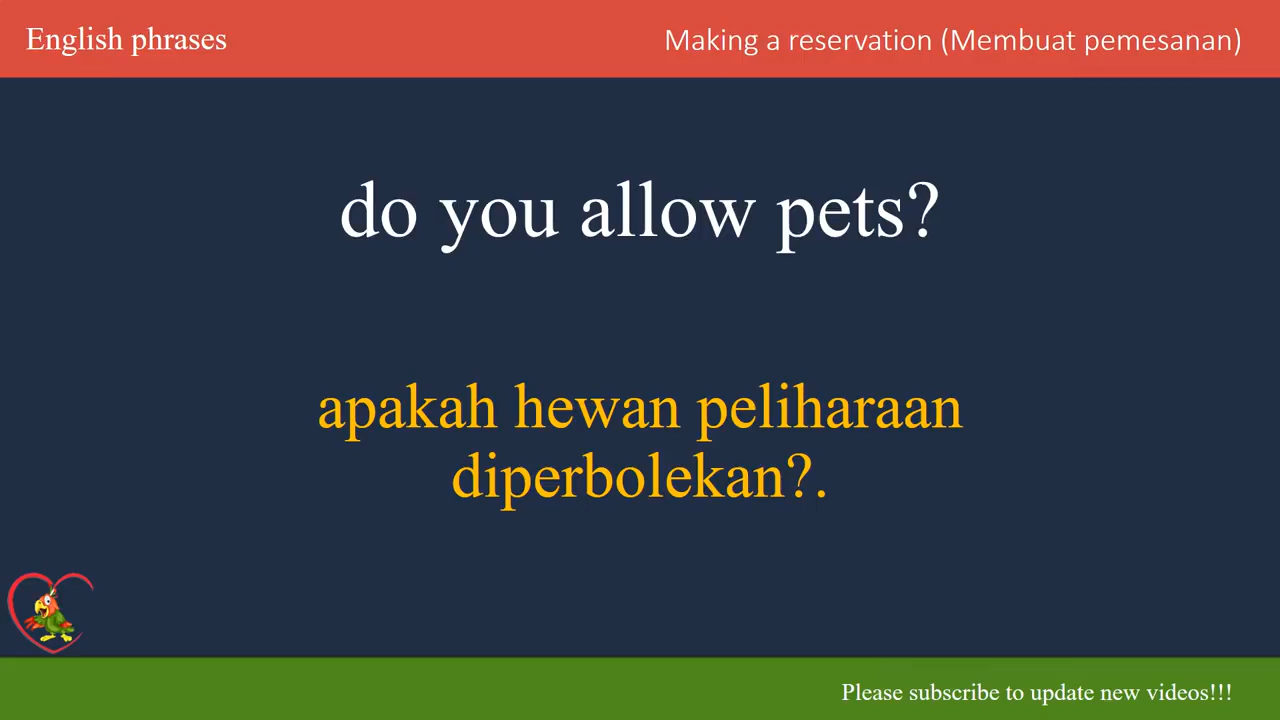 English phrases
Making a reservation (Membuat pemesanan)
do you allow pets?
apakah hewan peliharaan
diperbolekan?.
Please subscribe to update new videos!!!